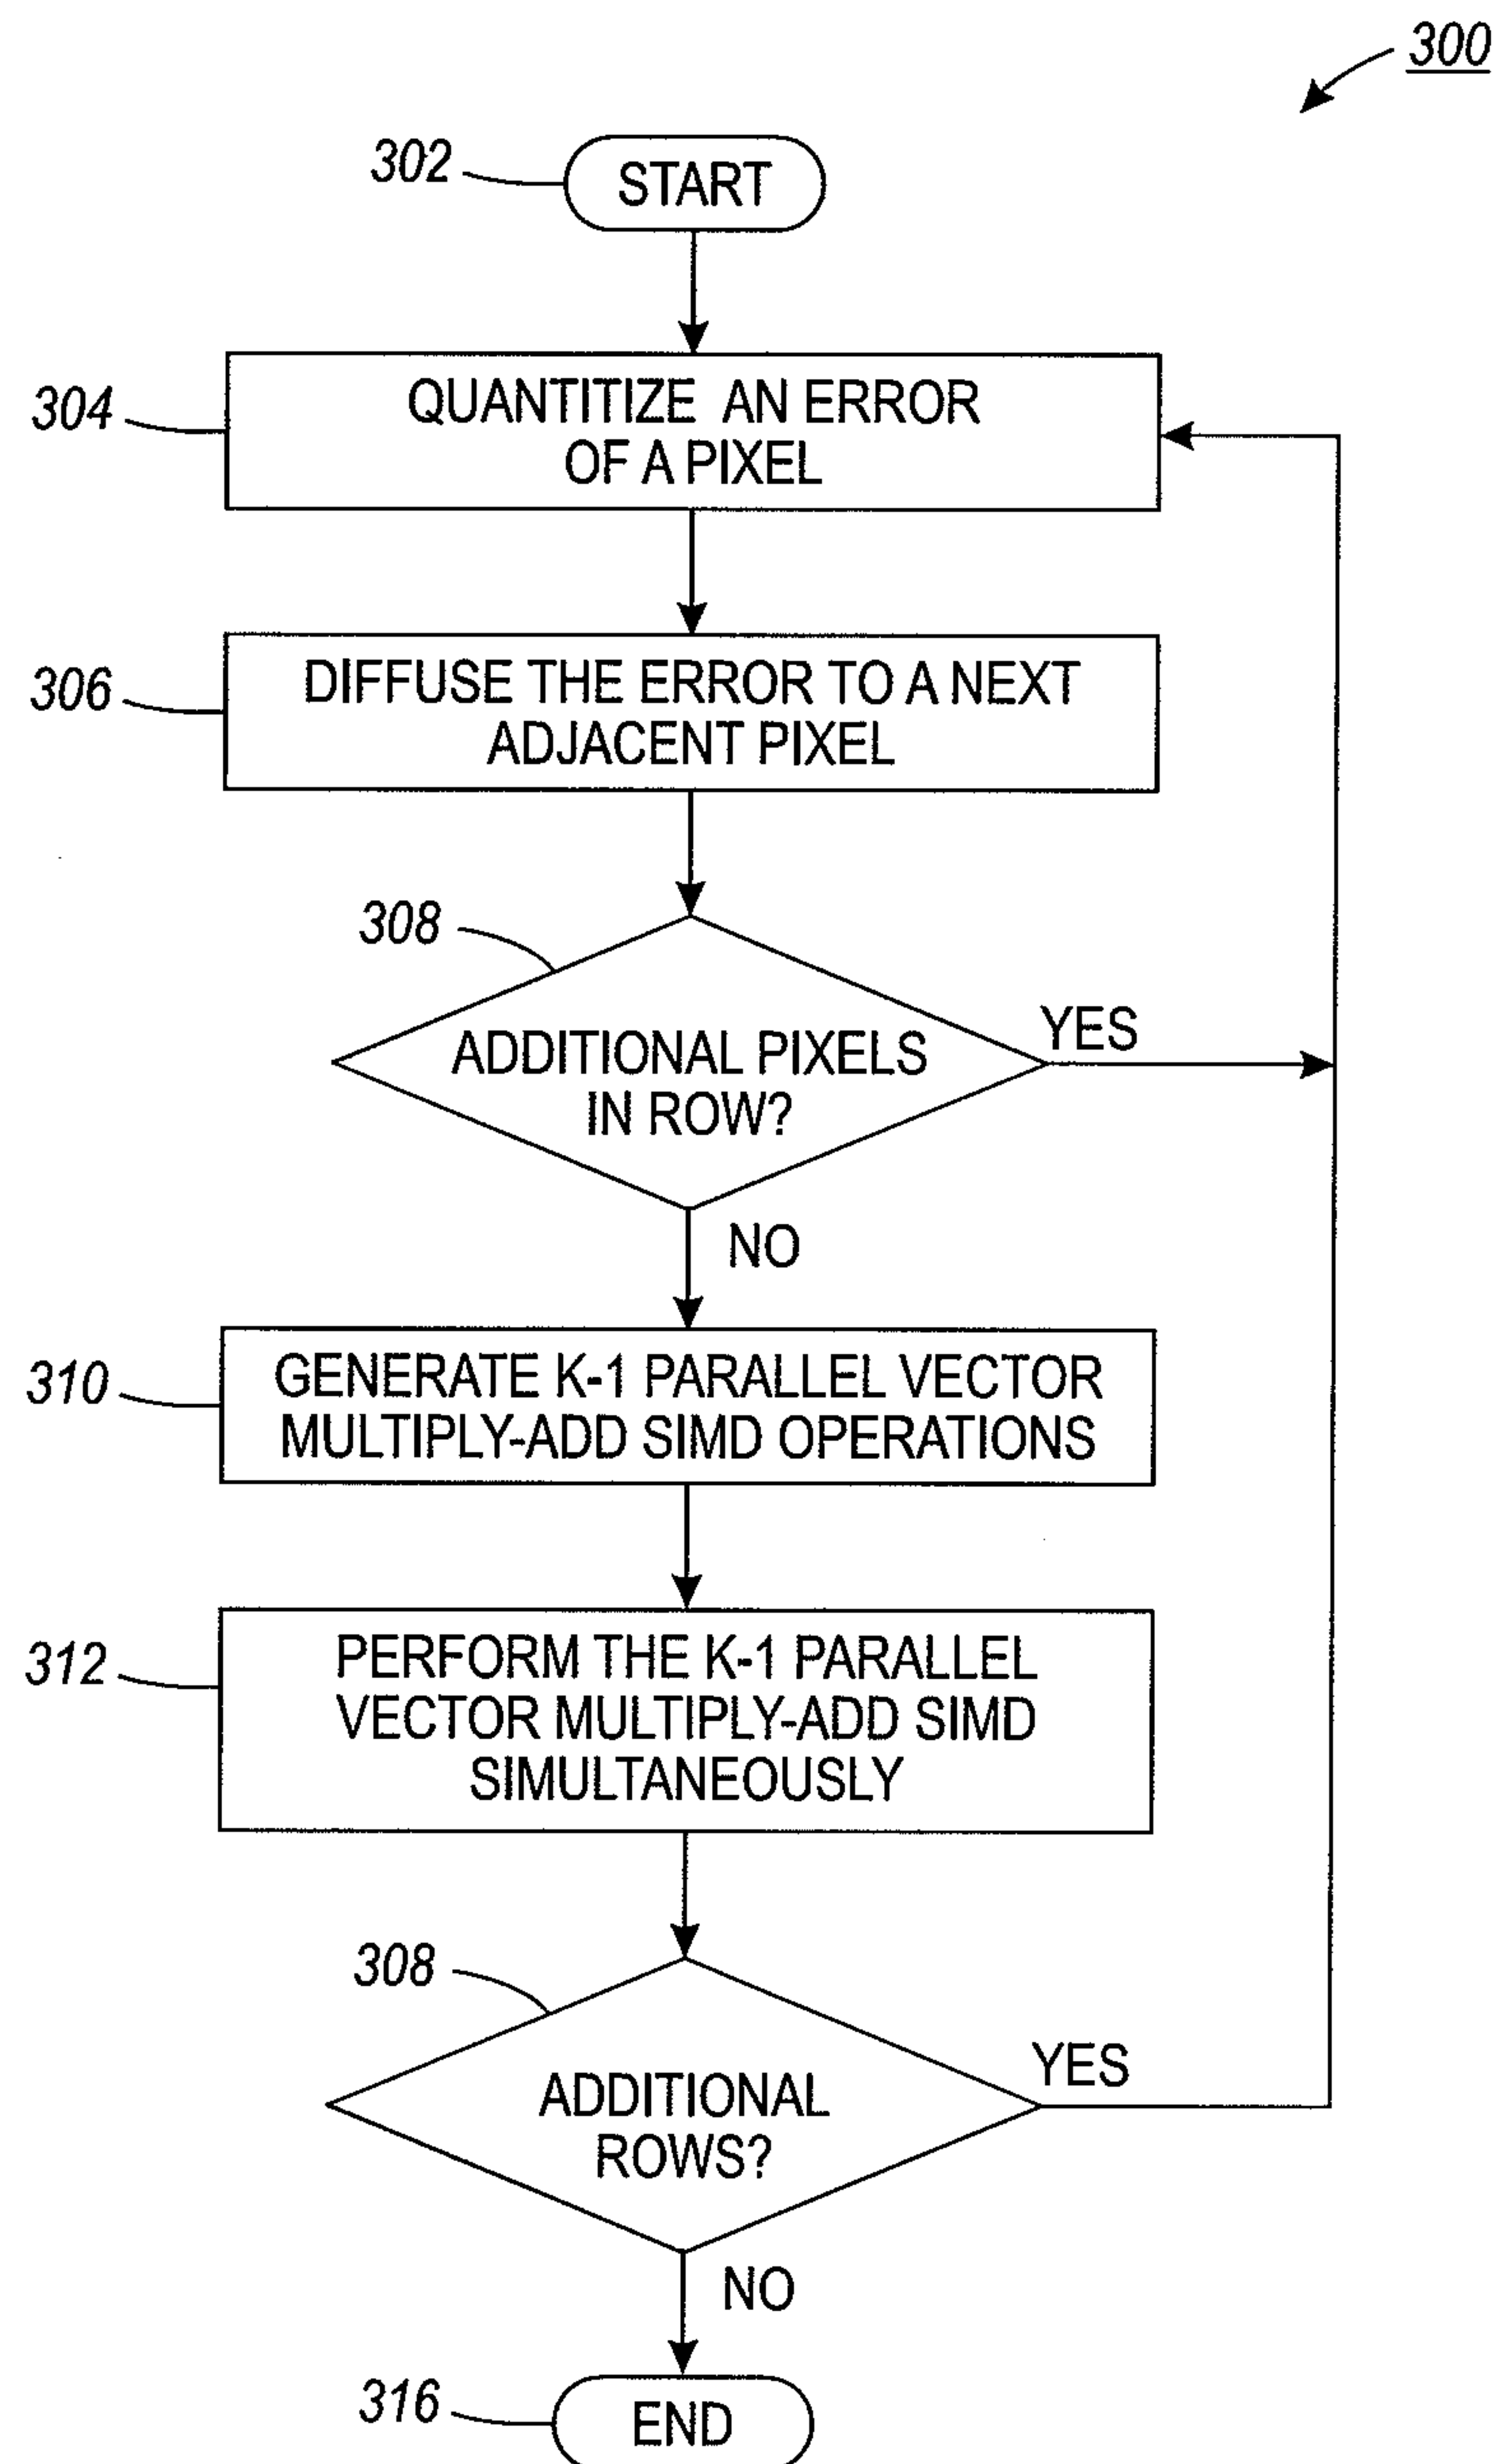 300
302
START
304
QUANTITIZE AN ERROR
OF A PIXEL
306
DIFFUSE THE ERROR TO A NEXT
ADJACENT PIXEL
308
ADDITIONAL PIXELS
IN ROW?
YES
NO
310
GENERATE K-1 PARALLEL VECTOR
MULTIPLY-ADD SIMD OPERATIONS
312
PERFORM THE K-1 PARALLEL
VECTOR MULTIPLY-ADD SIMD
SIMULTANEOUSLY
308
ADDITIONAL
ROWS?
YES
NO
316
END